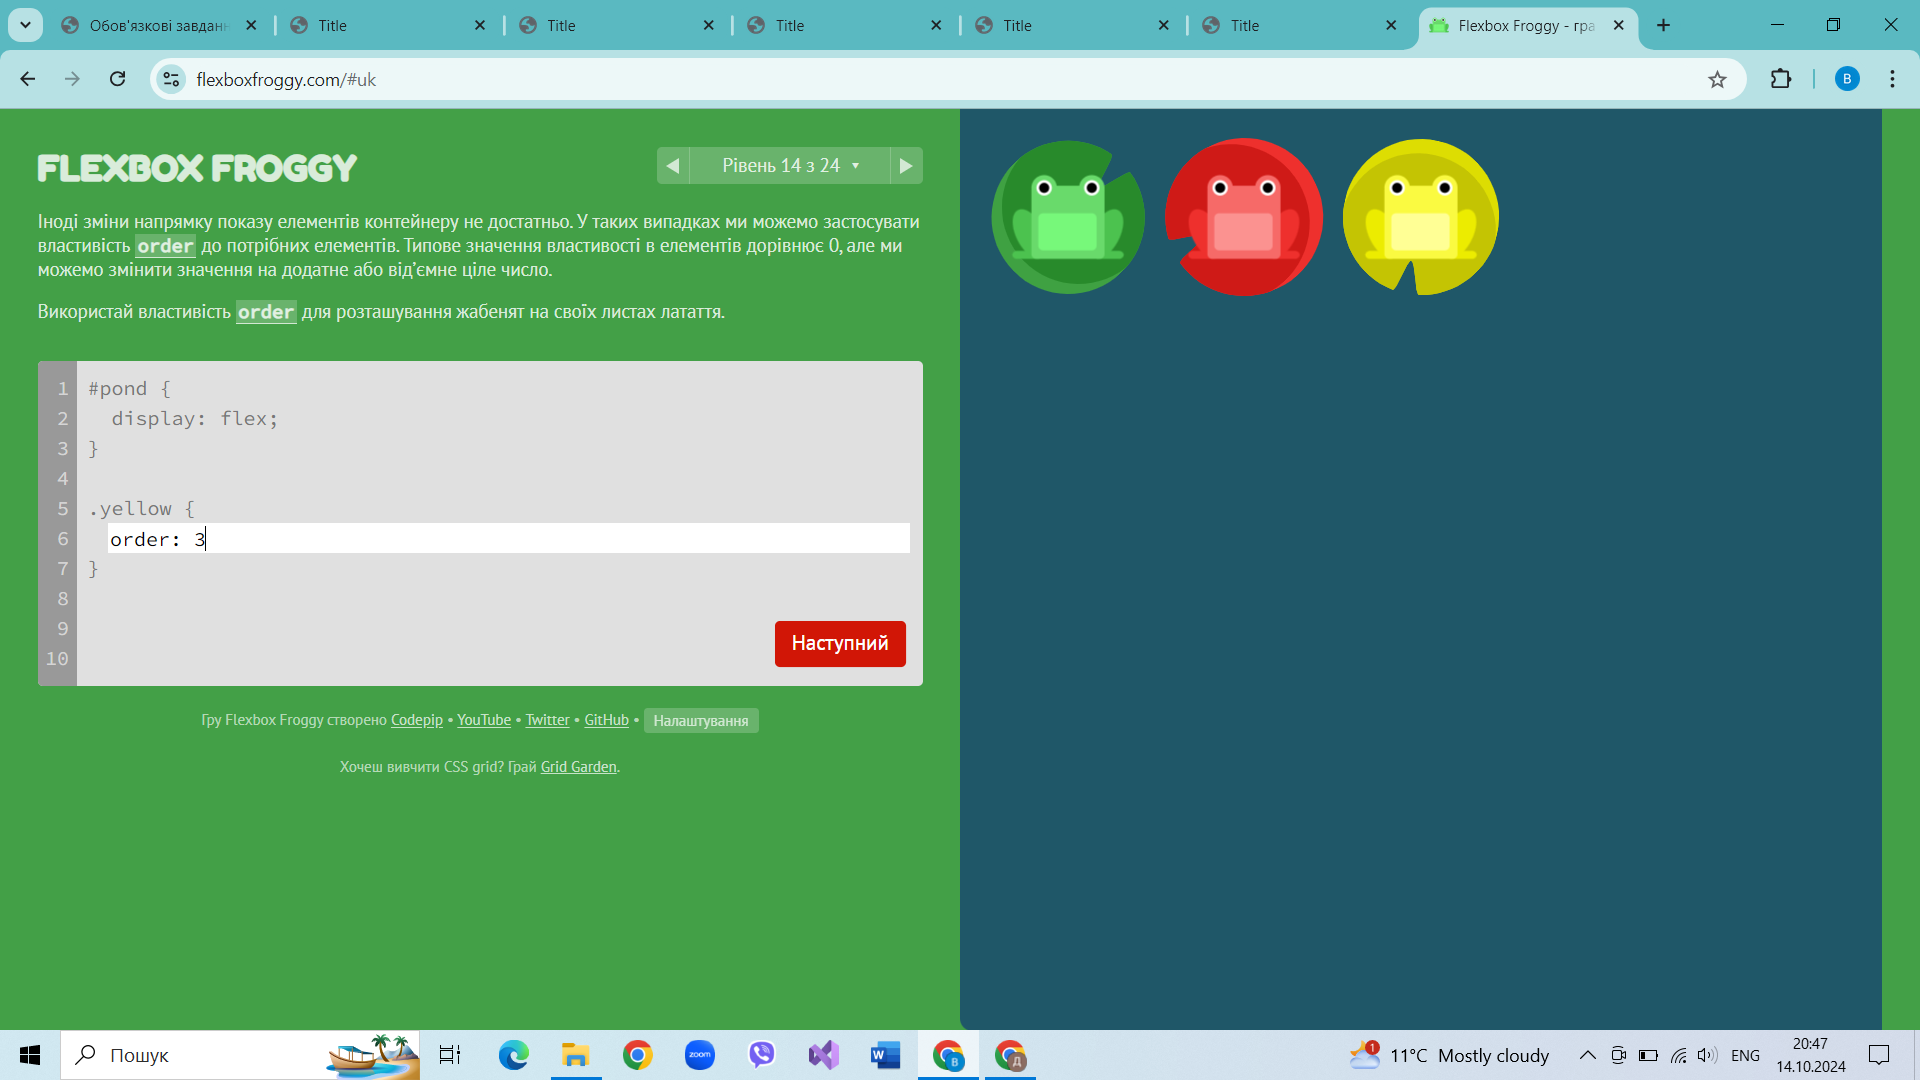 Обов'язкові завданн
Title
Title
Title
Title
Title
Flexbox Froggy - гра
flexboxfroggy.com/#uk
B
FLEXBOX FROGGY
Рівень 14 з 24
Іноді зміни напрямку показу елементів контейнеру не достатньо. У таких випадках ми можемо застосувати
властивість order до потрібних елементів. Типове значення властивості в елементів дорівнює 0, але ми
можемо змінити значення на додатне або від’ємне ціле число.
Використай властивість order для розташування жабенят на своїх листах латаття.
1 #pond {
2 display: flex;
3 }
4
5 .yellow {
6 order: 3
7 }
8
9
10
Наступний
Гру Flexbox Froggy створено Codepip • YouTube • Twitter • GitHub • Налаштування
Хочеш вивчити CSS grid? Грай Grid Garden.
Пошук
zoom
W
B
Д
1
11°C Mostly cloudy
ENG
20:47
14.10.2024